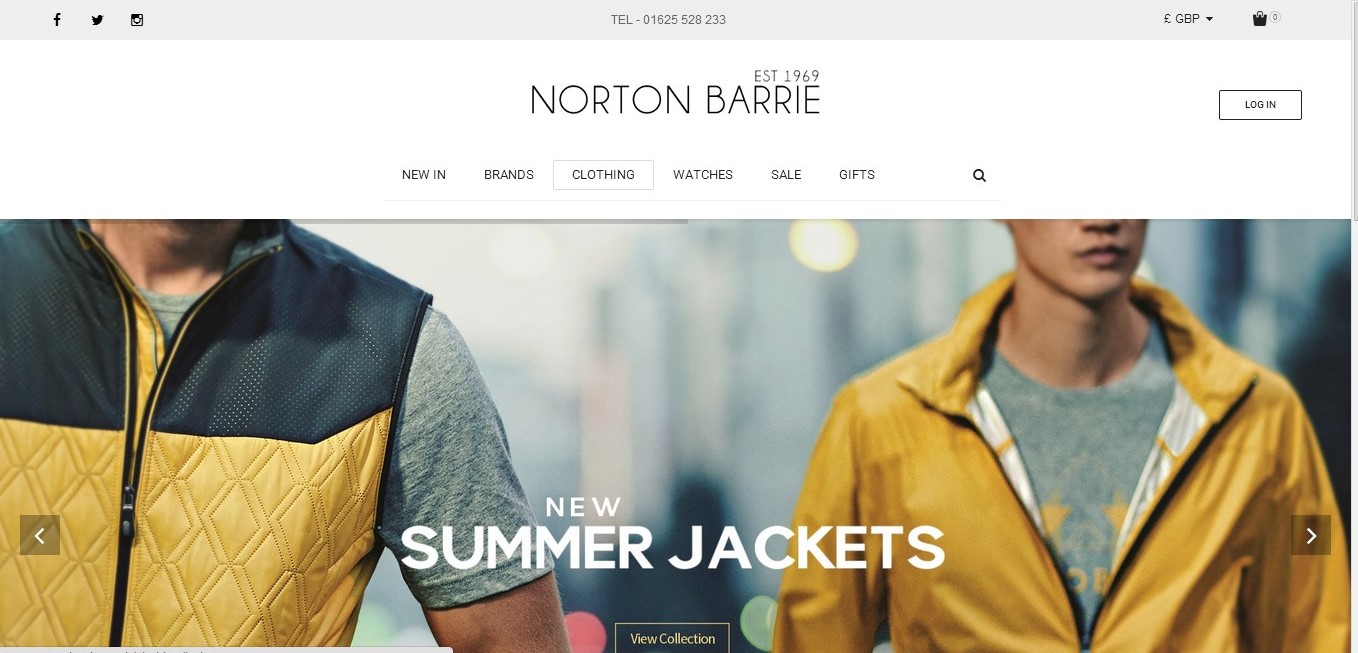 TEL - 01625 528 233
£ GBP
0
EST 1969
NORTON BARRIE
LOG IN
NEW IN BRANDS CLOTHING WATCHES SALE GIFTS
NEW
SUMMER JACKETS
View Collection